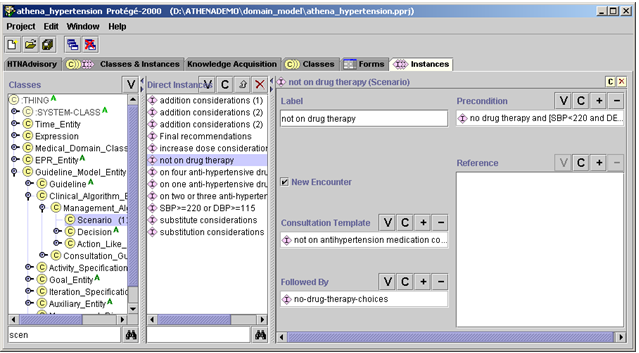 athena_hypertension Protégé-2000 (D:\ATHENADEMO\domain_model\athena_hypertension.pprj)
Project Edit Window Help
HTNAdvisory Classes & Instances Knowledge Acquisition Classes Forms Instances
Classes V
:THING A
:SYSTEM-CLASS A
Time_Entity
Expression
Medical_Domain_Class
EPR_Entity A
Guideline_Model_Entity
Guideline A
Clinical_Algorithm_E
Management_Al
Scenario (1
Decision A
Action_Like_
Consultation_Gu
Activity_Specification
Goal_Entity A
Iteration_Specificati
Auxiliary_Entity A
scen
Direct Instances V C X
addition considerations (1)
addition considerations (2)
addition considerations (2)
Final recommendations
increase dose consideration
not on drug therapy
on four anti-hypertensive dru
on one anti-hypertensive dru
on two or three anti-hyperten
SBP>=220 or DBP>=115
substitute considerations
substitution considerations
not on drug therapy (Scenario) C X
Label
not on drug therapy
New Encounter
Consultation Template V C + −
not on antihypertension medication co...
Followed By V C + −
no-drug-therapy-choices
Precondition V C + −
no drug therapy and [SBP<220 and DE...
Reference V C + −